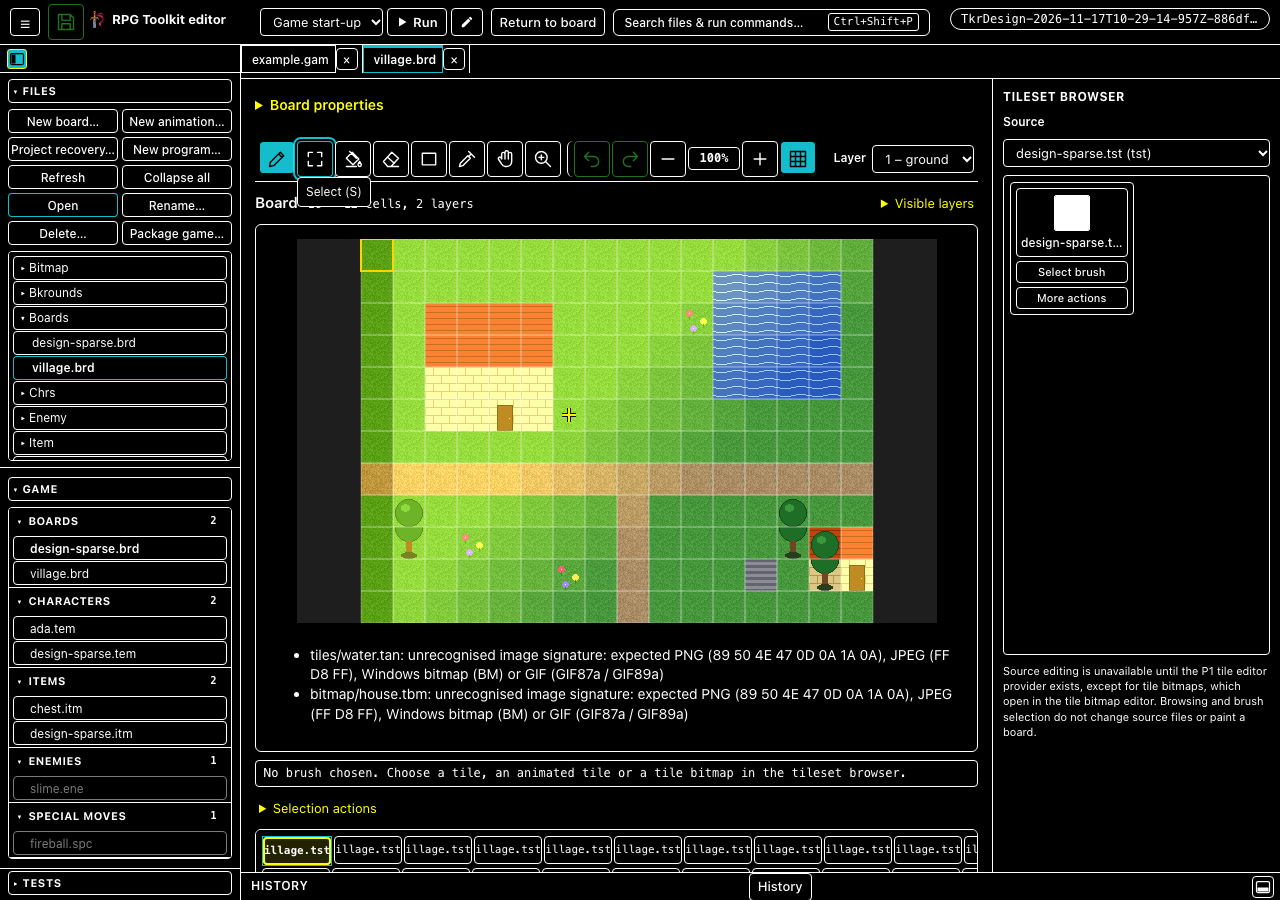 RPG Toolkit editor
Game start-up
Run
Return to board
Search files & run commands...
Ctrl+Shift+P
TkrDesign-2026-11-17T10-29-14-957Z-886df...
example.gam
×
village.brd
×
FILES
New board...
New animation...
Project recovery...
New program...
Refresh
Collapse all
Open
Rename...
Delete...
Package game...
Bitmap
Bkrounds
Boards
design-sparse.brd
village.brd
Chrs
Enemy
Item
GAME
BOARDS 2
design-sparse.brd
village.brd
CHARACTERS 2
ada.tem
design-sparse.tem
ITEMS 2
chest.itm
design-sparse.itm
ENEMIES 1
slime.ene
SPECIAL MOVES 1
fireball.spc
TESTS
Board properties
100%
Layer
1 – ground
Select (S)
Board
cells, 2 layers
Visible layers
tiles/water.tan: unrecognised image signature: expected PNG (89 50 4E 47 0D 0A 1A 0A), JPEG (FF
D8 FF), Windows bitmap (BM) or GIF (GIF87a / GIF89a)
bitmap/house.tbm: unrecognised image signature: expected PNG (89 50 4E 47 0D 0A 1A 0A), JPEG
(FF D8 FF), Windows bitmap (BM) or GIF (GIF87a / GIF89a)
No brush chosen. Choose a tile, an animated tile or a tile bitmap in the tileset browser.
Selection actions
illage.tst illage.tst illage.tst illage.tst illage.tst illage.tst illage.tst illage.tst illage.tst illage.tst il
HISTORY
History
TILESET BROWSER
Source
design-sparse.tst (tst)
design-sparse.t...
Select brush
More actions
Source editing is unavailable until the P1 tile editor
provider exists, except for tile bitmaps, which
open in the tile bitmap editor. Browsing and brush
selection do not change source files or paint a
board.